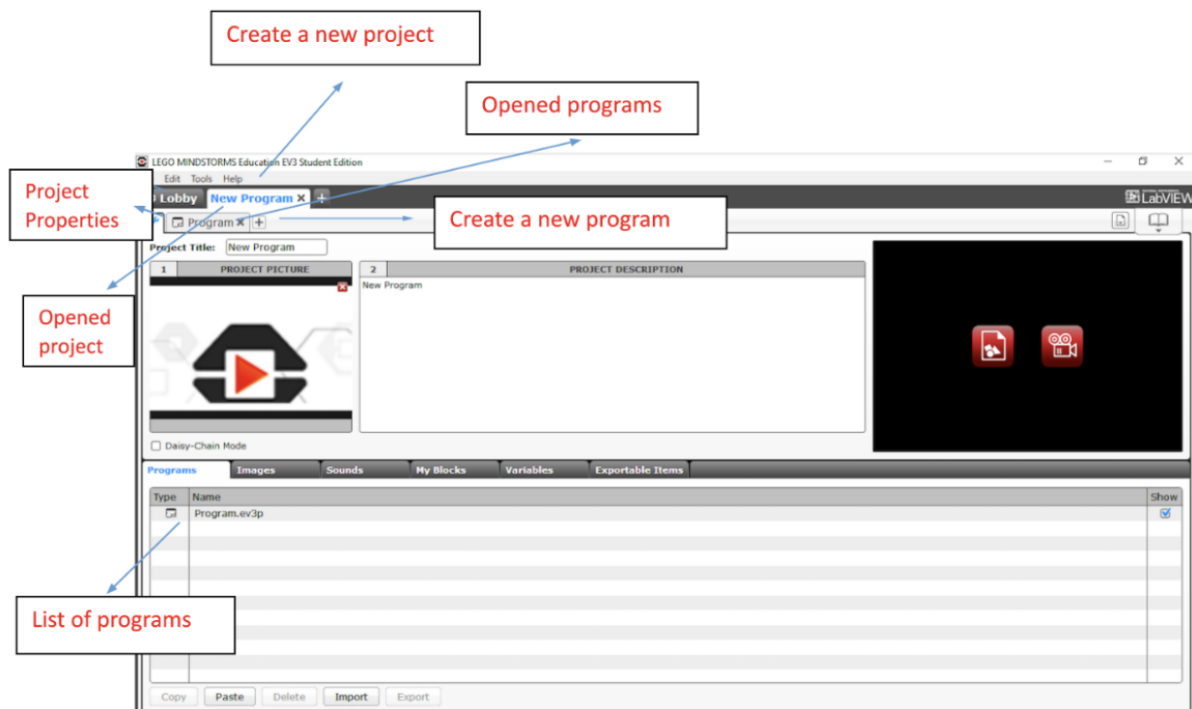 Create a new project
Opened programs
LEGO MINDSTORMS Education EV3 Student Edition
Edit Tools Help
Project
Properties
Lobby New Program +
LabVIEW
Program +
Create a new program
Project Title: New Program
1 PROJECT PICTURE
2 PROJECT DESCRIPTION
New Program
Opened
project
Daisy-Chain Mode
Programs Images Sounds My Blocks Variables Exportable Items
Type Name Show
Program.ev3p
List of programs
Copy Paste Delete Import Export